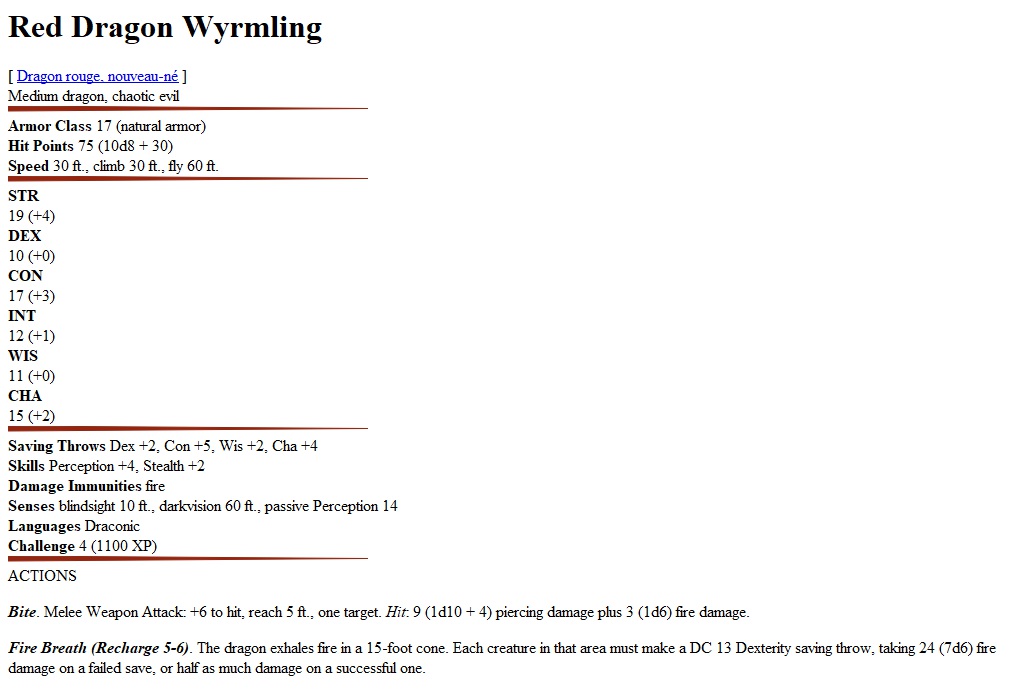 Red Dragon Wyrmling
[ Dragon rouge, nouveau-né ]
Medium dragon, chaotic evil
Armor Class 17 (natural armor)
Hit Points 75 (10d8 + 30)
Speed 30 ft., climb 30 ft., fly 60 ft.
STR
19 (+4)
DEX
10 (+0)
CON
17 (+3)
INT
12 (+1)
WIS
11 (+0)
CHA
15 (+2)
Saving Throws Dex +2, Con +5, Wis +2, Cha +4
Skills Perception +4, Stealth +2
Damage Immunities fire
Senses blindsight 10 ft., darkvision 60 ft., passive Perception 14
Languages Draconic
Challenge 4 (1100 XP)
ACTIONS
Bite. Melee Weapon Attack: +6 to hit, reach 5 ft., one target. Hit: 9 (1d10 + 4) piercing damage plus 3 (1d6) fire damage.
Fire Breath (Recharge 5-6). The dragon exhales fire in a 15-foot cone. Each creature in that area must make a DC 13 Dexterity saving throw, taking 24 (7d6) fire
damage on a failed save, or half as much damage on a successful one.